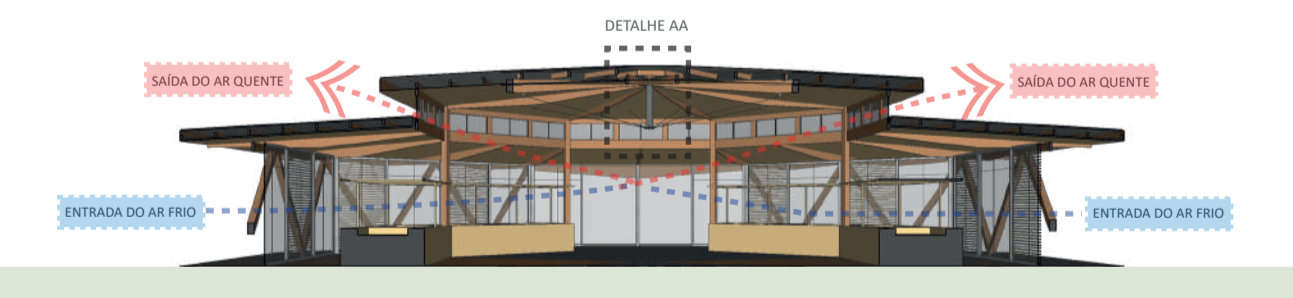 DETALHE AA
SAÍDA DO AR QUENTE
SAÍDA DO AR QUENTE
ENTRADA DO AR FRIO
ENTRADA DO AR FRIO